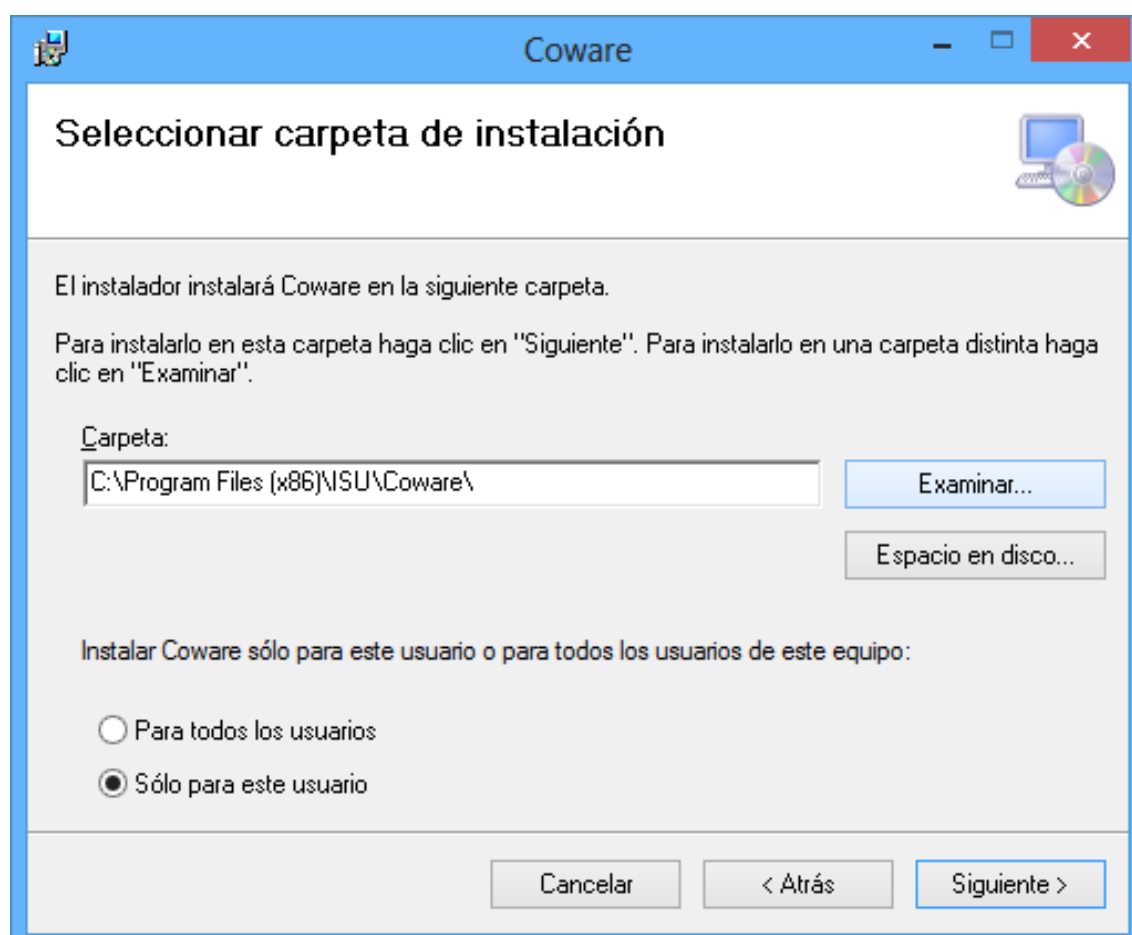 Coware
Seleccionar carpeta de instalación
El instalador instalará Coware en la siguiente carpeta.
Para instalarlo en esta carpeta haga clic en "Siguiente". Para instalarlo en una carpeta distinta haga
clic en "Examinar".
Carpeta:
C:\Program Files (x86)\ISU\Coware\
Examinar...
Espacio en disco...
Instalar Coware sólo para este usuario o para todos los usuarios de este equipo:
Para todos los usuarios
Sólo para este usuario
Cancelar
< Atrás
Siguiente >